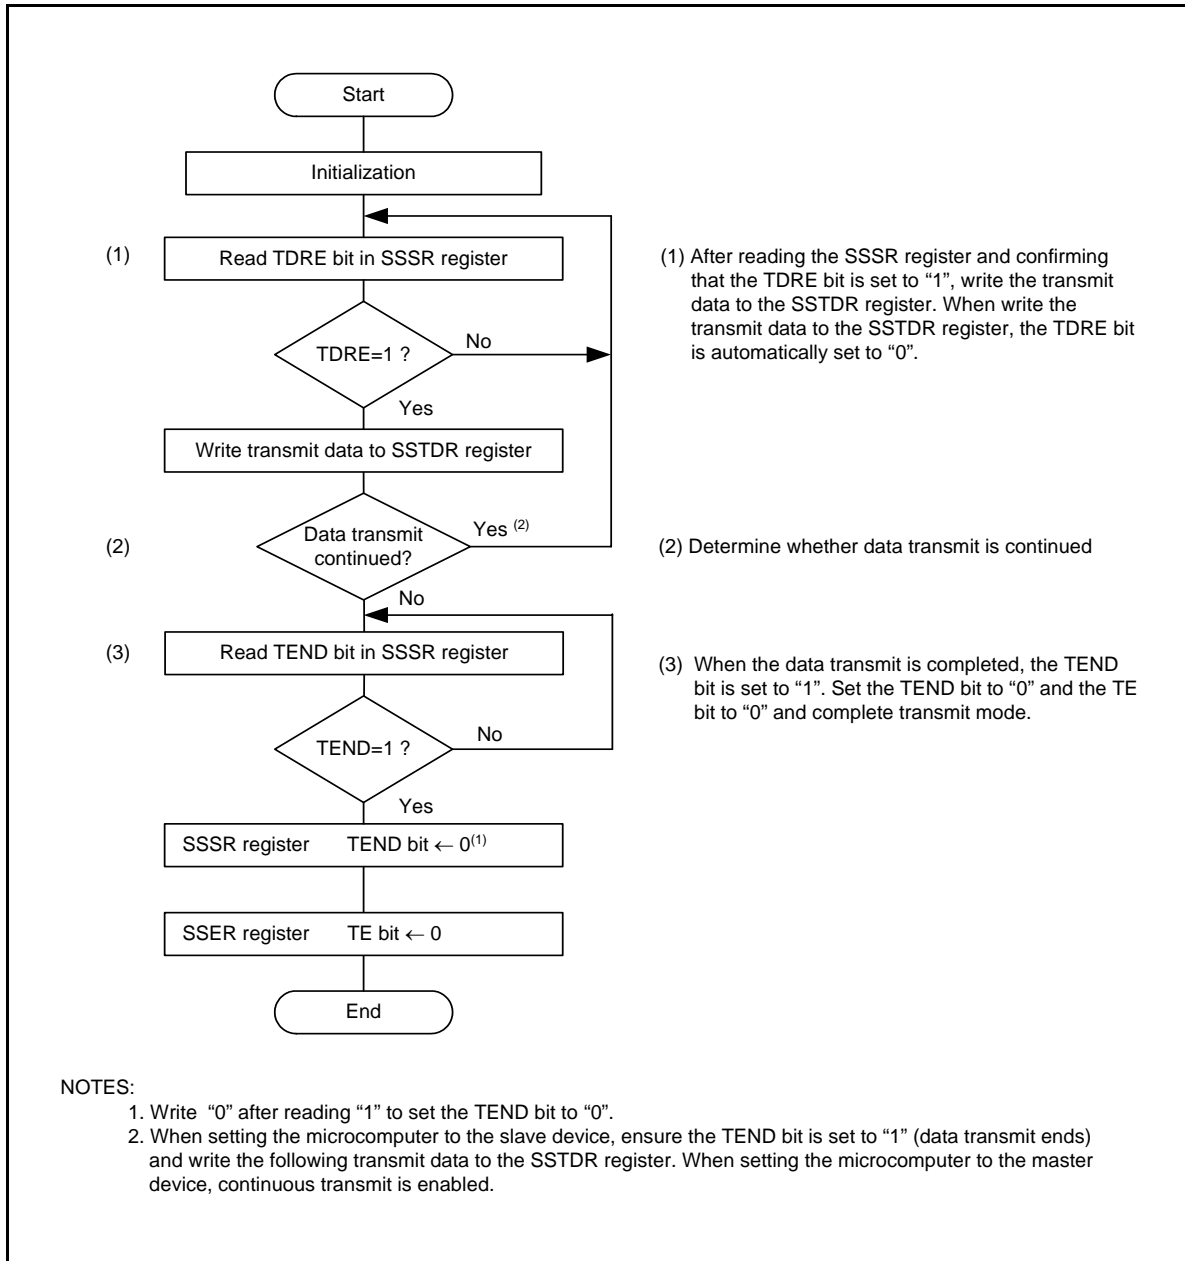 Start
Initialization
(1)
Read TDRE bit in SSSR register
(1) After reading the SSSR register and confirming
that the TDRE bit is set to “1”, write the transmit
data to the SSTDR register. When write the
transmit data to the SSTDR register, the TDRE bit
is automatically set to “0”.
TDRE=1 ?
No
Yes
Write transmit data to SSTDR register
(2)
Data transmit
continued?
Yes (2)
(2) Determine whether data transmit is continued
No
(3)
Read TEND bit in SSSR register
(3) When the data transmit is completed, the TEND
bit is set to “1”. Set the TEND bit to “0” and the TE
bit to “0” and complete transmit mode.
TEND=1 ?
No
Yes
SSSR register TEND bit ← 0(1)
SSER register TE bit ← 0
End
NOTES:
1. Write “0” after reading “1” to set the TEND bit to “0”.
2. When setting the microcomputer to the slave device, ensure the TEND bit is set to “1” (data transmit ends)
and write the following transmit data to the SSTDR register. When setting the microcomputer to the master
device, continuous transmit is enabled.